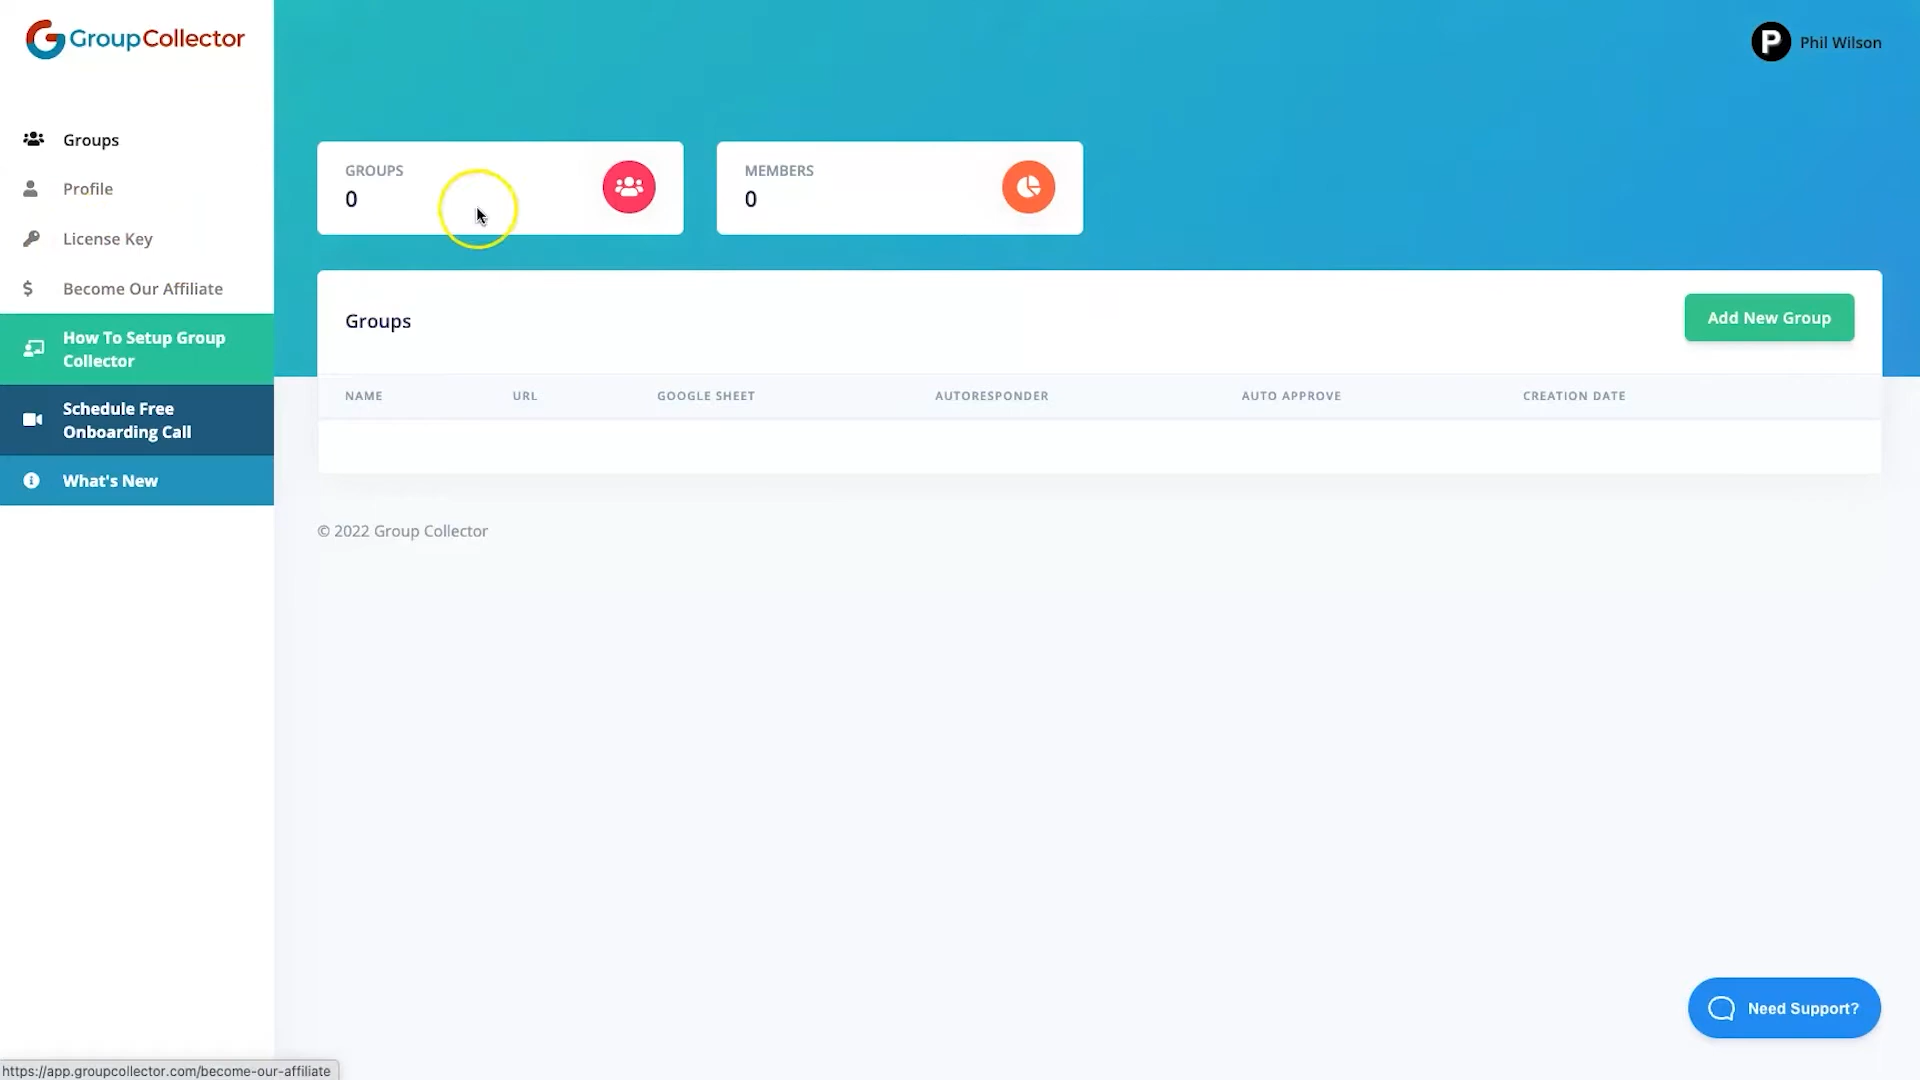 GroupCollector
P Phil Wilson
Groups
Profile
License Key
Become Our Affiliate
How To Setup Group
Collector
Schedule Free
Onboarding Call
What's New
GROUPS
0
MEMBERS
0
Groups
Add New Group
NAME URL GOOGLE SHEET AUTORESPONDER AUTO APPROVE CREATION DATE
© 2022 Group Collector
Need Support?
https://app.groupcollector.com/become-our-affiliate